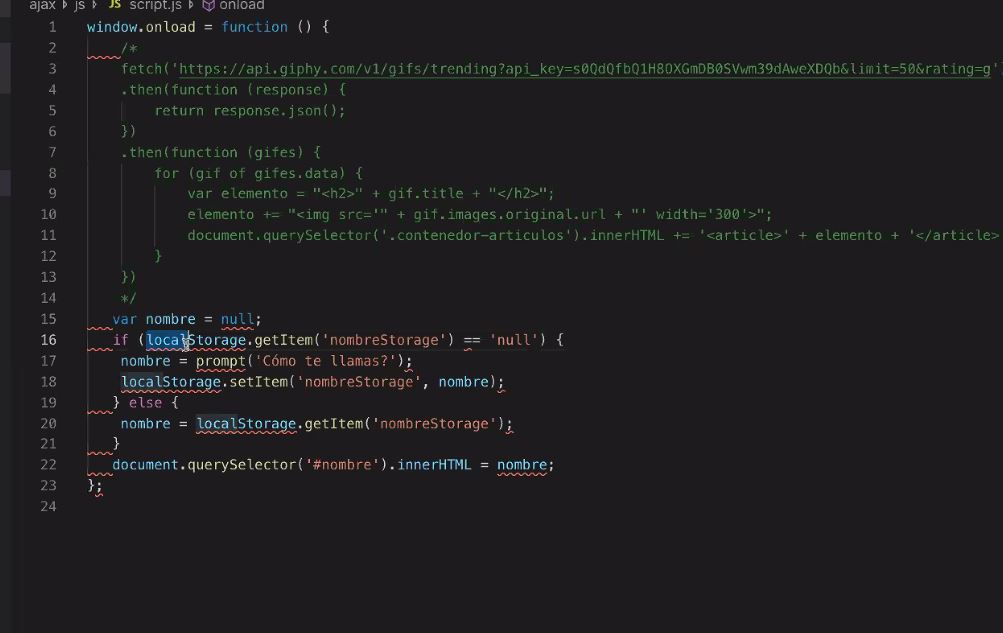 ajax js JS script.js onload
1 window.onload = function () {
2 /*
3 fetch('https://api.giphy.com/v1/gifs/trending?api_key=s0QdQfbQ1H8OXGmDB0SVwm39dAweXDQb&limit=50&rating=g'
4 .then(function (response) {
5 return response.json();
6 })
7 .then(function (gifes) {
8 for (gif of gifes.data) {
9 var elemento = "<h2>" + gif.title + "</h2>";
10 elemento += "<img src='" + gif.images.original.url + "' width='300'>";
11 document.querySelector('.contenedor-articulos').innerHTML += '<article>' + elemento + '</article>
12 }
13 })
14 */
15 var nombre = null;
16 if (localStorage.getItem('nombreStorage') == 'null') {
17 nombre = prompt('Cómo te llamas?');
18 localStorage.setItem('nombreStorage', nombre);
19 } else {
20 nombre = localStorage.getItem('nombreStorage');
21 }
22 document.querySelector('#nombre').innerHTML = nombre;
23 };
24